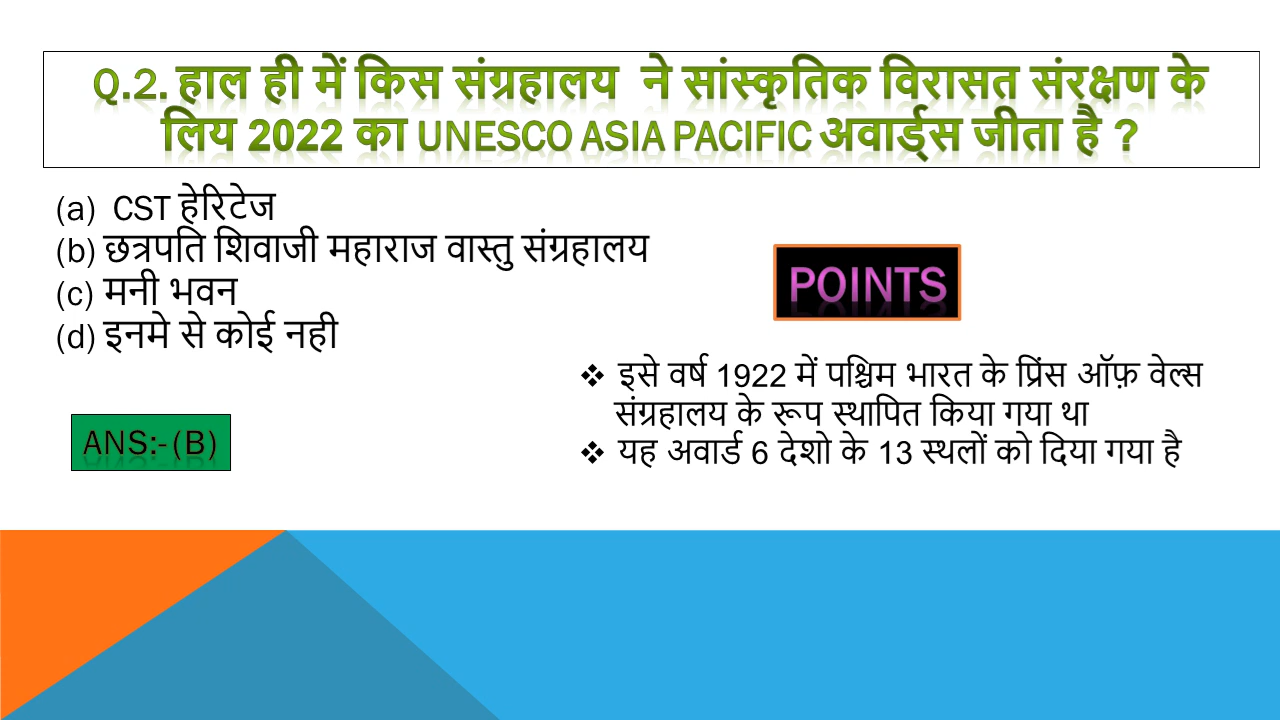 Q.2. हाल ही में किस संग्रहालय ने सांस्कृतिक विरासत संरक्षण के
लिय 2022 का UNESCO ASIA PACIFIC अवार्ड्स जीता है ?
(a) CST हेरिटेज
(b) छत्रपति शिवाजी महाराज वास्तु संग्रहालय
(c) मनी भवन
(d) इनमे से कोई नही
ANS:- (B)
POINTS
❖ इसे वर्ष 1922 में पश्चिम भारत के प्रिंस ऑफ़ वेल्स
संग्रहालय के रूप स्थापित किया गया था
❖ यह अवार्ड 6 देशो के 13 स्थलों को दिया गया है